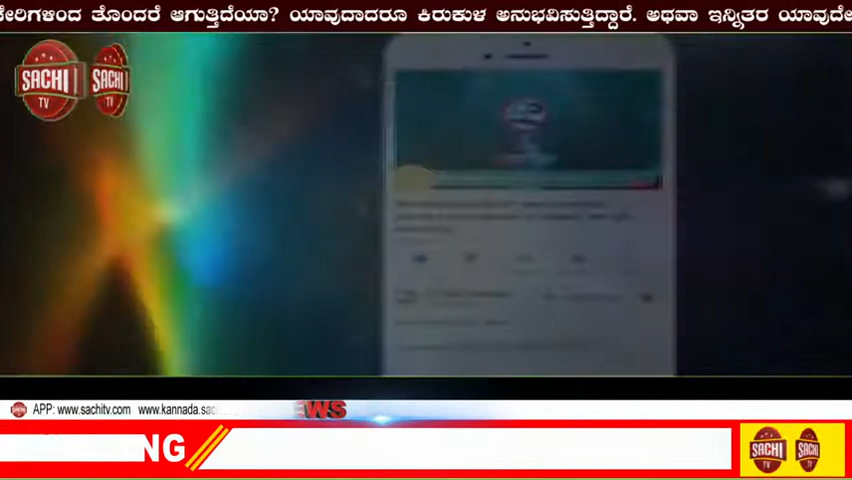 ಕೇರಿಗಳಿಂದ ತೊಂದರೆ ಆಗುತ್ತಿದೆಯಾ? ಯಾವುದಾದರೂ ಕಿರುಕುಳ ಅನುಭವಿಸುತ್ತಿದ್ದಾರೆ. ಅಥವಾ ಇನ್ನಿತರ ಯಾವುದೇ
SACHI TV SACHI TV
APP: www.sachitv.com www.kannada.sac
EWS
NG
SACHI TV SACHI TV